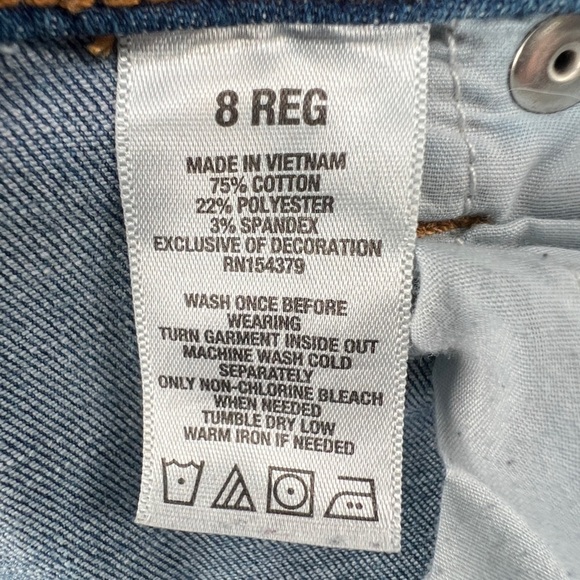 8 REG
MADE IN VIETNAM
75% COTTON
22% POLYESTER
3% SPANDEX
EXCLUSIVE OF DECORATION
RN154379
WASH ONCE BEFORE
WEARING
TURN GARMENT INSIDE OUT
MACHINE WASH COLD
SEPARATELY
ONLY NON-CHLORINE BLEACH
WHEN NEEDED
TUMBLE DRY LOW
WARM IRON IF NEEDED